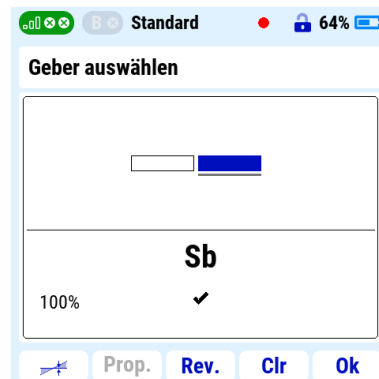 B Standard 64%
Geber auswählen
Sb
100%
Prop. Rev. Clr Ok